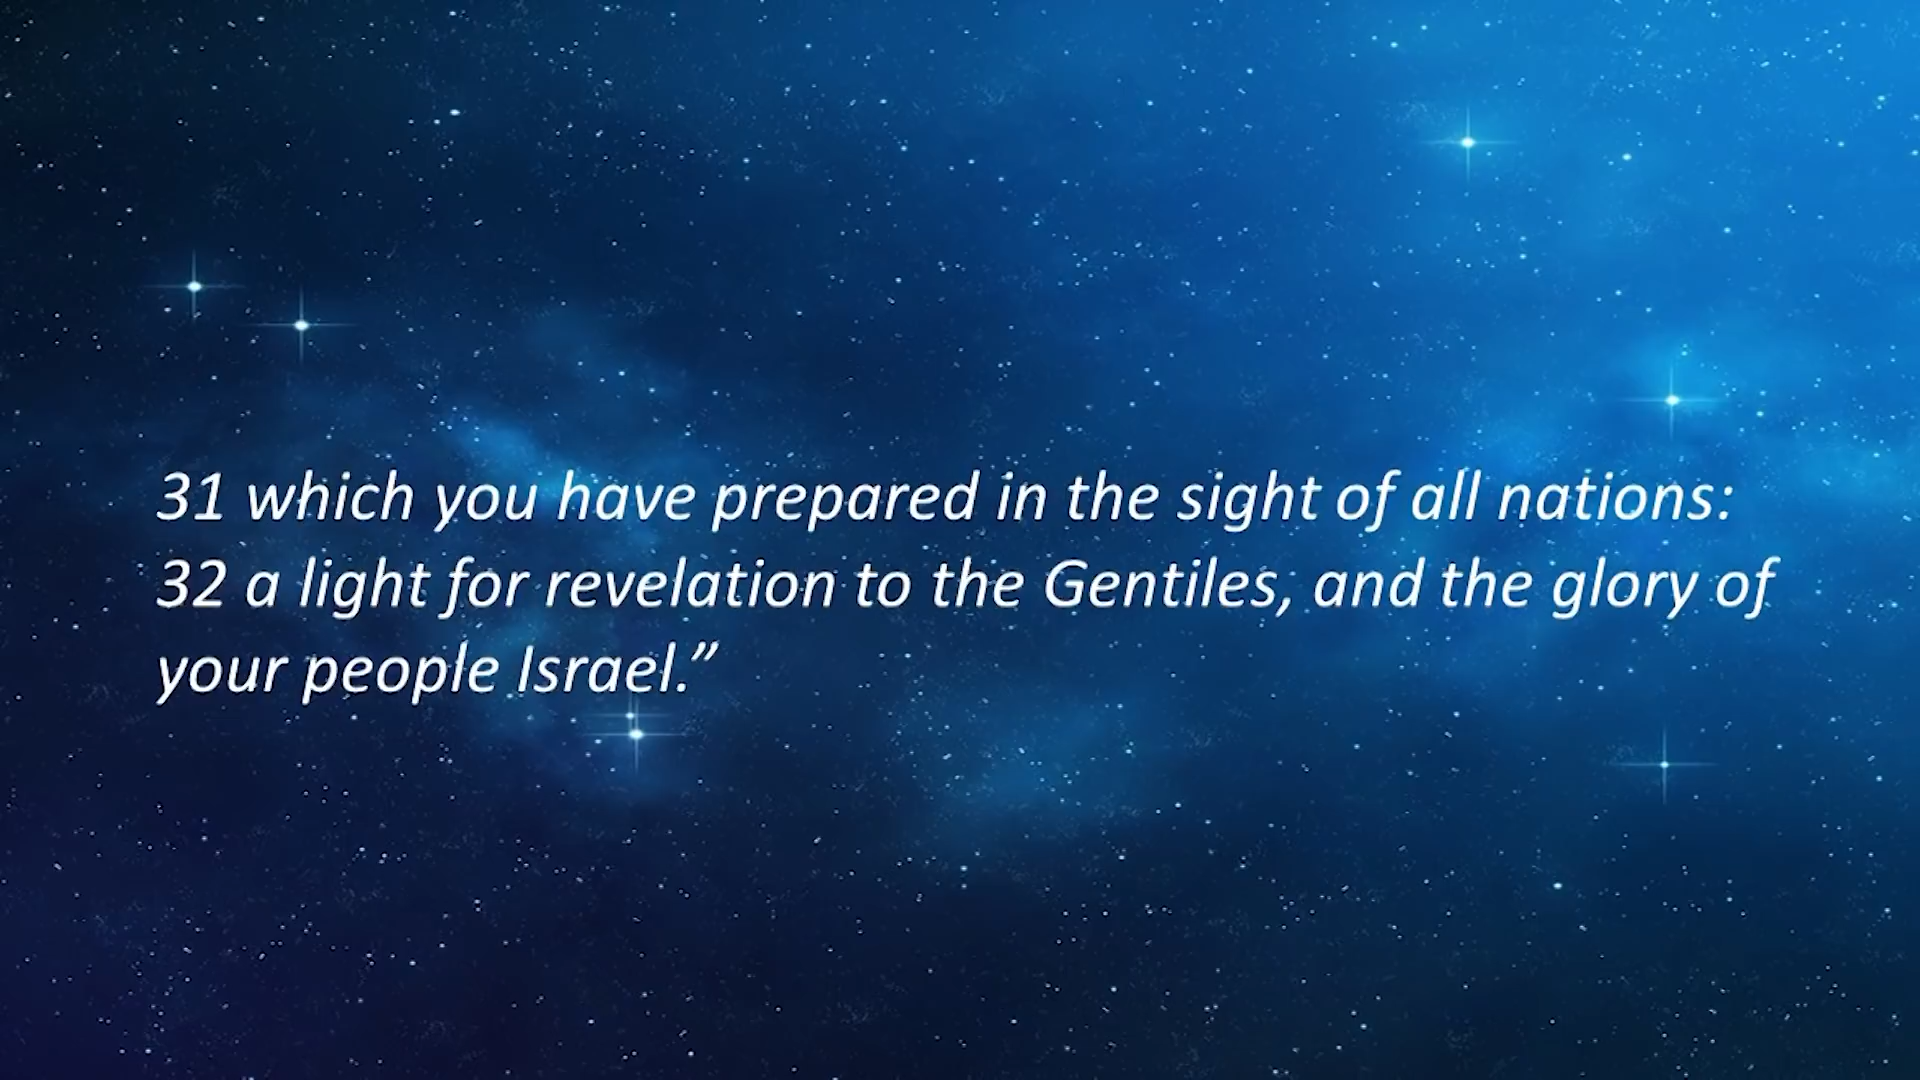 31 which you have prepared in the sight of all nations:
32 a light for revelation to the Gentiles, and the glory of
your people Israel.”